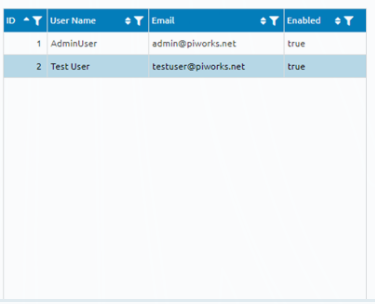 ID User Name Email Enabled
1 AdminUser admin@piworks.net true
2 Test User testuser@piworks.net true